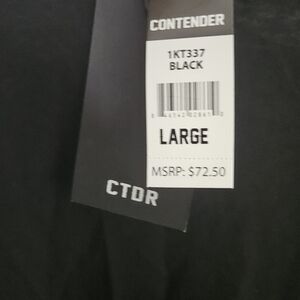 CONTENDER
1KT337
BLACK
LARGE
MSRP: $72.50
CTDR